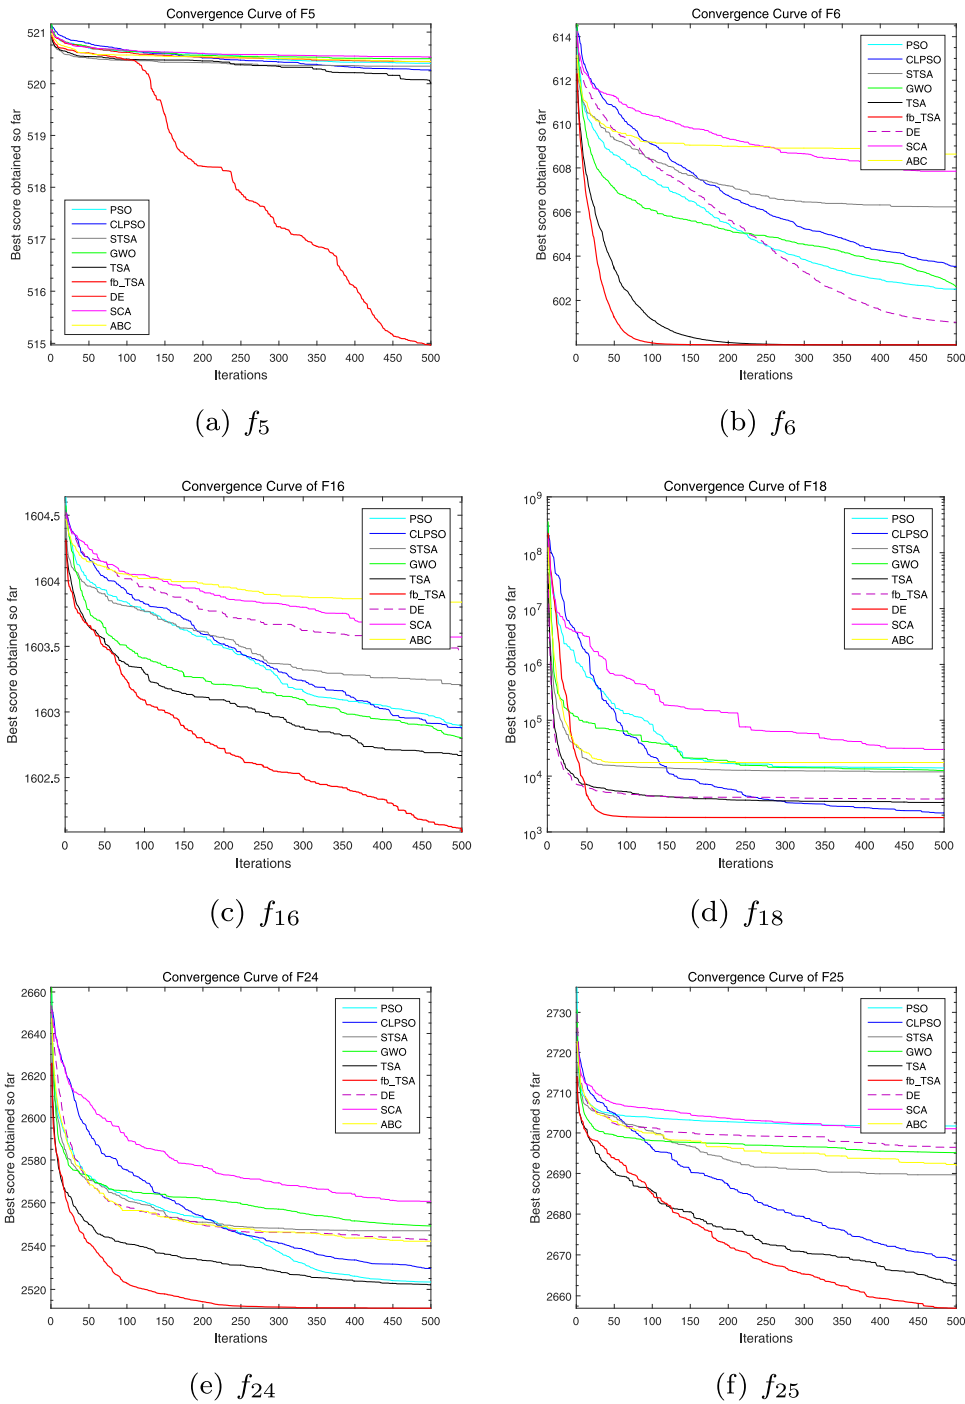 Convergence Curve of F5
521
520
519
518
517
516
515
Best score obtained so far
PSO
CLPSO
STSA
GWO
TSA
fb_TSA
DE
SCA
ABC
0 50 100 150 200 250 300 350 400 450 500
Iterations
(a) f5
Convergence Curve of F6
614
612
610
608
606
604
602
Best score obtained so far
PSO
CLPSO
STSA
GWO
TSA
fb_TSA
DE
SCA
ABC
0 50 100 150 200 250 300 350 400 450 500
Iterations
(b) f6
Convergence Curve of F16
1604.5
1604
1603.5
1603
1602.5
Best score obtained so far
PSO
CLPSO
STSA
GWO
TSA
fb_TSA
DE
SCA
ABC
0 50 100 150 200 250 300 350 400 450 500
Iterations
(c) f16
Convergence Curve of F18
10^9
10^8
10^7
10^6
10^5
10^4
10^3
Best score obtained so far
PSO
CLPSO
STSA
GWO
TSA
fb_TSA
DE
SCA
ABC
0 50 100 150 200 250 300 350 400 450 500
Iterations
(d) f18
Convergence Curve of F24
2660
2640
2620
2600
2580
2560
2540
2520
Best score obtained so far
PSO
CLPSO
STSA
GWO
TSA
fb_TSA
DE
SCA
ABC
0 50 100 150 200 250 300 350 400 450 500
Iterations
(e) f24
Convergence Curve of F25
2730
2720
2710
2700
2690
2680
2670
2660
Best score obtained so far
PSO
CLPSO
STSA
GWO
TSA
fb_TSA
DE
SCA
ABC
0 50 100 150 200 250 300 350 400 450 500
Iterations
(f) f25